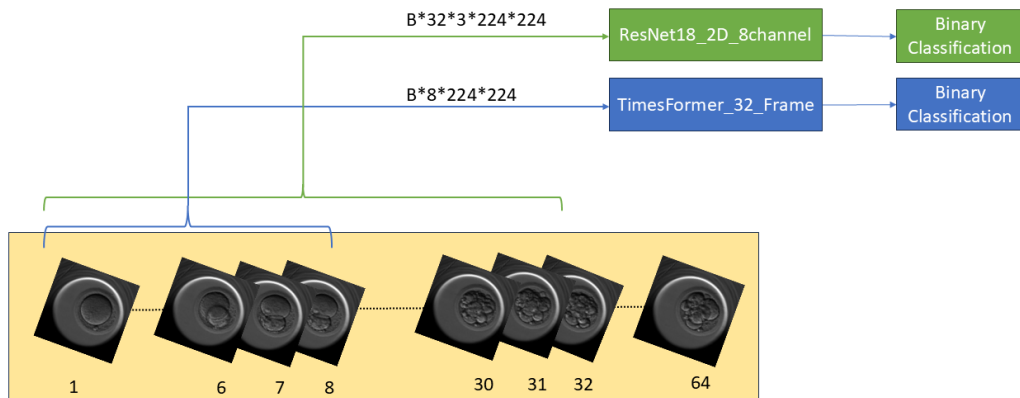 B*32*3*224*224
ResNet18_2D_8channel
Binary
Classification
B*8*224*224
TimesFormer_32_Frame
Binary
Classification
1
6
7
8
30
31
32
64